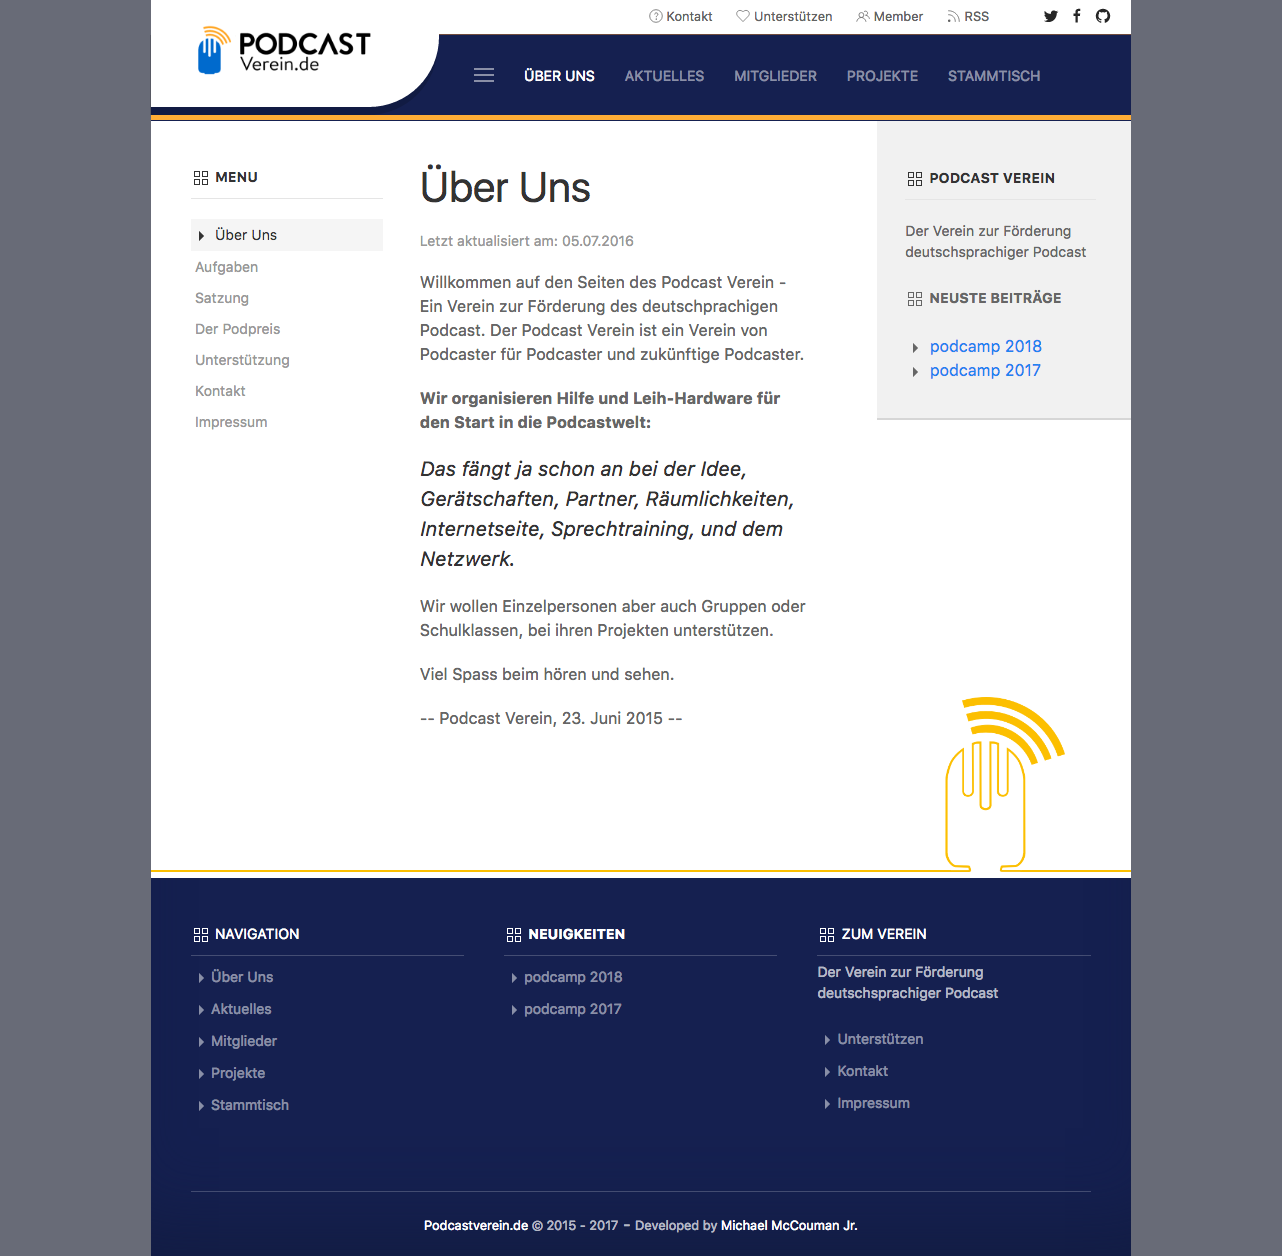 Kontakt Unterstützen Member RSS
PODCAST
Verein.de
ÜBER UNS AKTUELLES MITGLIEDER PROJEKTE STAMMTISCH
MENU
Über Uns
Aufgaben
Satzung
Der Podpreis
Unterstützung
Kontakt
Impressum
Über Uns
Letzt aktualisiert am: 05.07.2016
Willkommen auf den Seiten des Podcast Verein -
Ein Verein zur Förderung des deutschprachigen
Podcast. Der Podcast Verein ist ein Verein von
Podcaster für Podcaster und zukünftige Podcaster.
Wir organisieren Hilfe und Leih-Hardware für
den Start in die Podcastwelt:
Das fängt ja schon an bei der Idee,
Gerätschaften, Partner, Räumlichkeiten,
Internetseite, Sprechtraining, und dem
Netzwerk.
Wir wollen Einzelpersonen aber auch Gruppen oder
Schulklassen, bei ihren Projekten unterstützen.
Viel Spass beim hören und sehen.
-- Podcast Verein, 23. Juni 2015 --
PODCAST VEREIN
Der Verein zur Förderung
deutschsprachiger Podcast
NEUSTE BEITRÄGE
podcamp 2018
podcamp 2017
NAVIGATION
Über Uns
Aktuelles
Mitglieder
Projekte
Stammtisch
NEUIGKEITEN
podcamp 2018
podcamp 2017
ZUM VEREIN
Der Verein zur Förderung
deutschsprachiger Podcast
Unterstützen
Kontakt
Impressum
Podcastverein.de © 2015 - 2017 – Developed by Michael McCouman Jr.